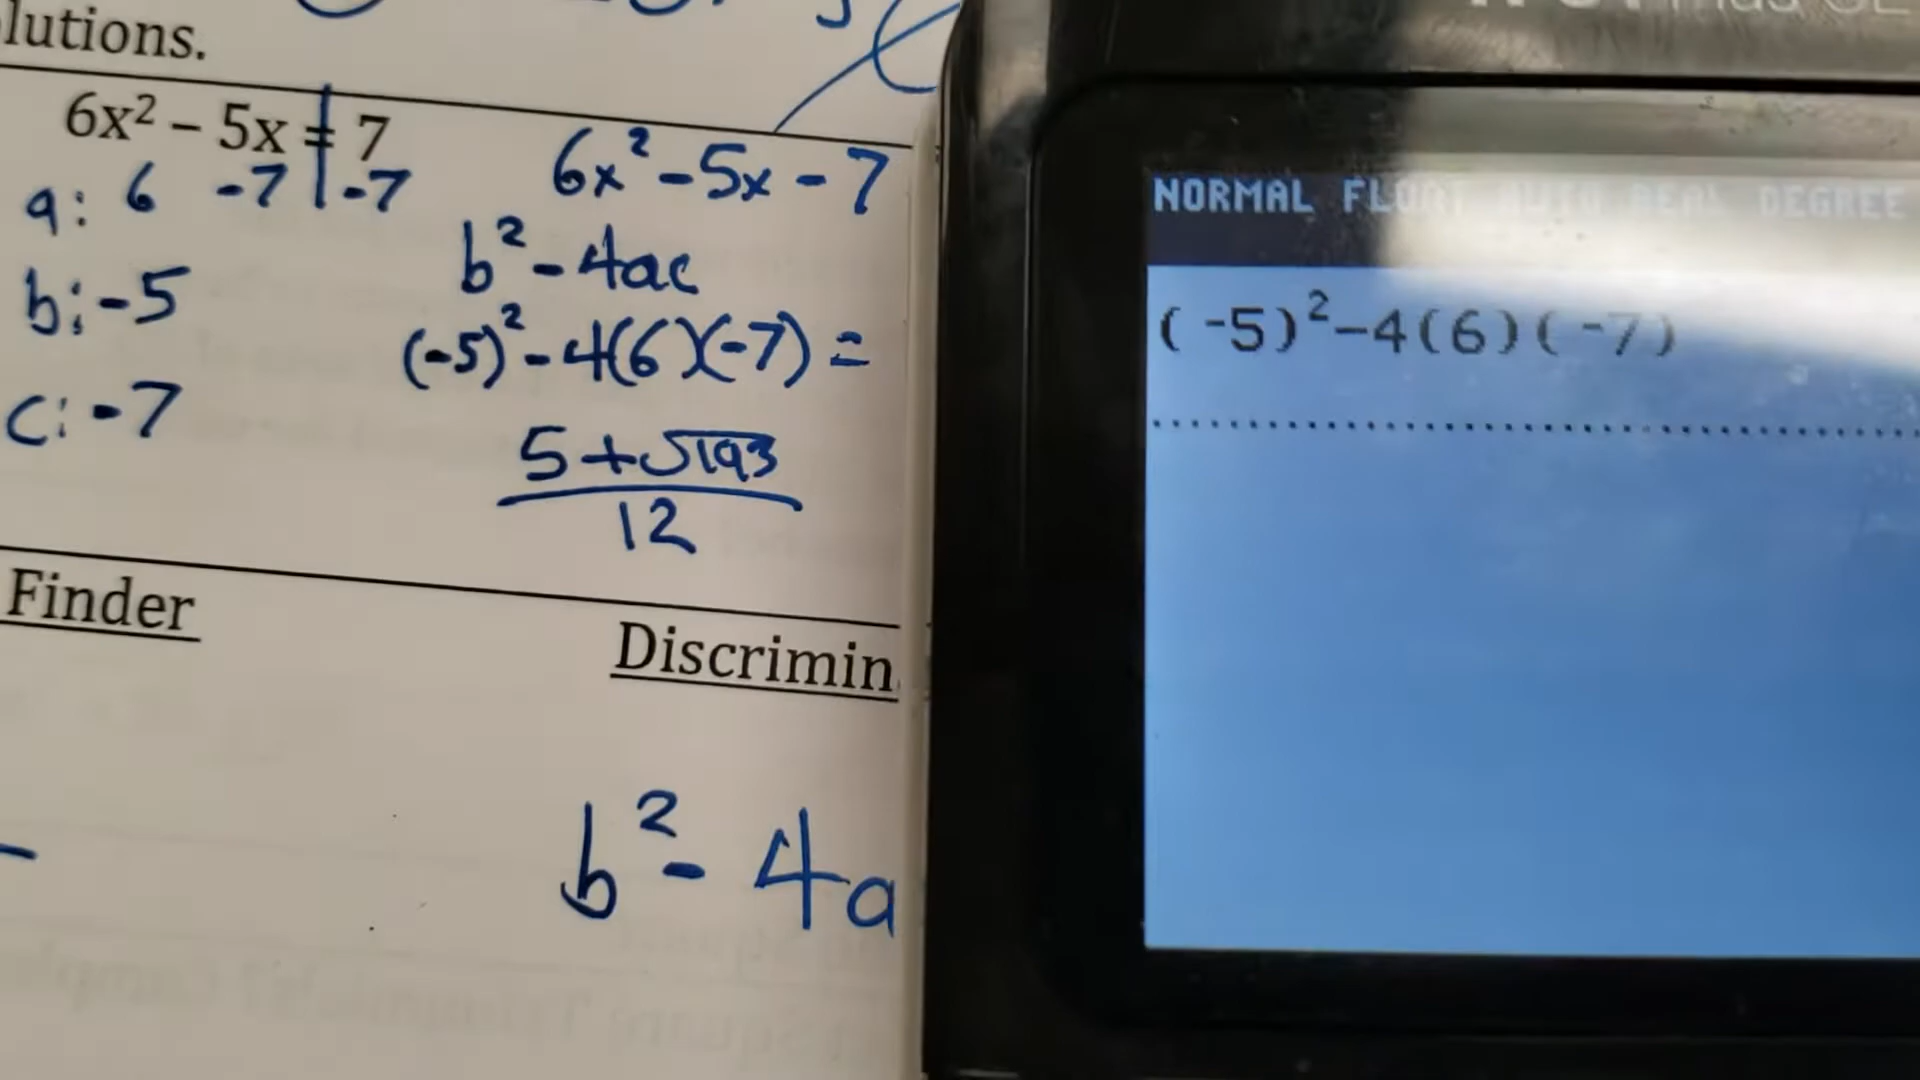 lutions.
6x² – 5x = 7
-7 | -7
a: 6
b: -5
c: -7
6x² - 5x - 7
b² - 4ac
(-5)² - 4(6)(-7) =
5 + √193
12
Finder
Discrimin
b² - 4a
NORMAL FLOAT AUTO REAL DEGREE
(-5)²-4(6)(-7)